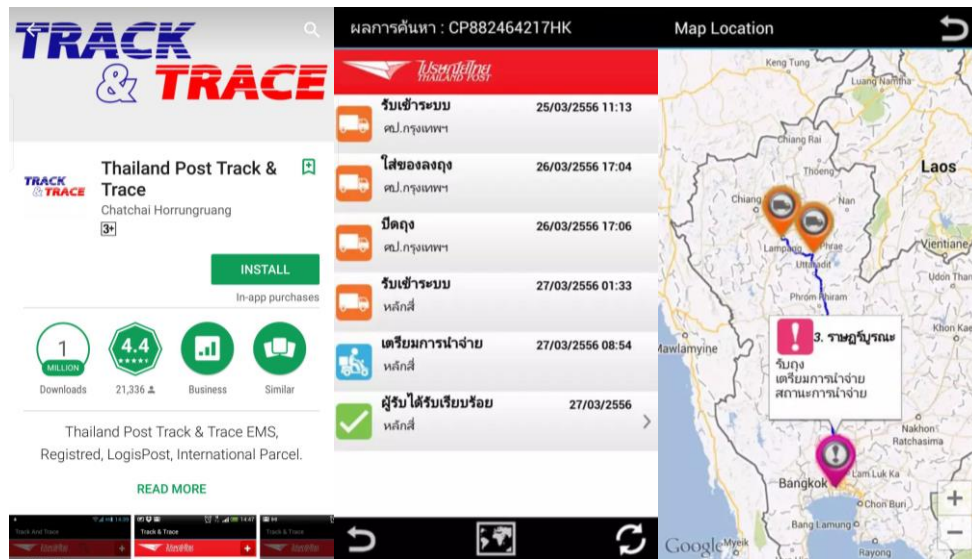 TRACK
& TRACE
TRACK
& TRACE
Thailand Post Track &
Trace
Chatchai Horrungruang
3+
INSTALL
In-app purchases
1
MILLION
Downloads
4.4
21,336
Business
Similar
Thailand Post Track & Trace EMS,
Registred, LogisPost, International Parcel.
READ MORE
Track And Trace
Track & Trace
14:47
Track & Trace
ผลการค้นหา : CP882464217HK
ไปรษณีย์ไทย
THAILAND POST
รับเข้าระบบ 25/03/2556 11:13
ศป.กรุงเทพฯ
ใส่ของลงถุง 26/03/2556 17:04
ศป.กรุงเทพฯ
ปิดถุง 26/03/2556 17:06
ศป.กรุงเทพฯ
รับเข้าระบบ 27/03/2556 01:33
หลักสี่
เตรียมการนำจ่าย 27/03/2556 08:54
หลักสี่
ผู้รับได้รับเรียบร้อย 27/03/2556
หลักสี่
Map Location
Keng Tung
Luang Namtha
Chiang Rai
Thoeng
Laos
Chiang
Nan
Lampang
Phrae
Vientiane
Uttaradit
Udon Than
Phrom Phiram
Khon Kae
Mawlamyine
3. ราษฎร์บูรณะ
รับถุง
เตรียมการนำจ่าย
สถานะการนำจ่าย
Nakhon
Ratchasima
Lam Luk Ka
Bangkok
Chon Buri
Bang Lamung
Google
Myeik
Rayong
+
−